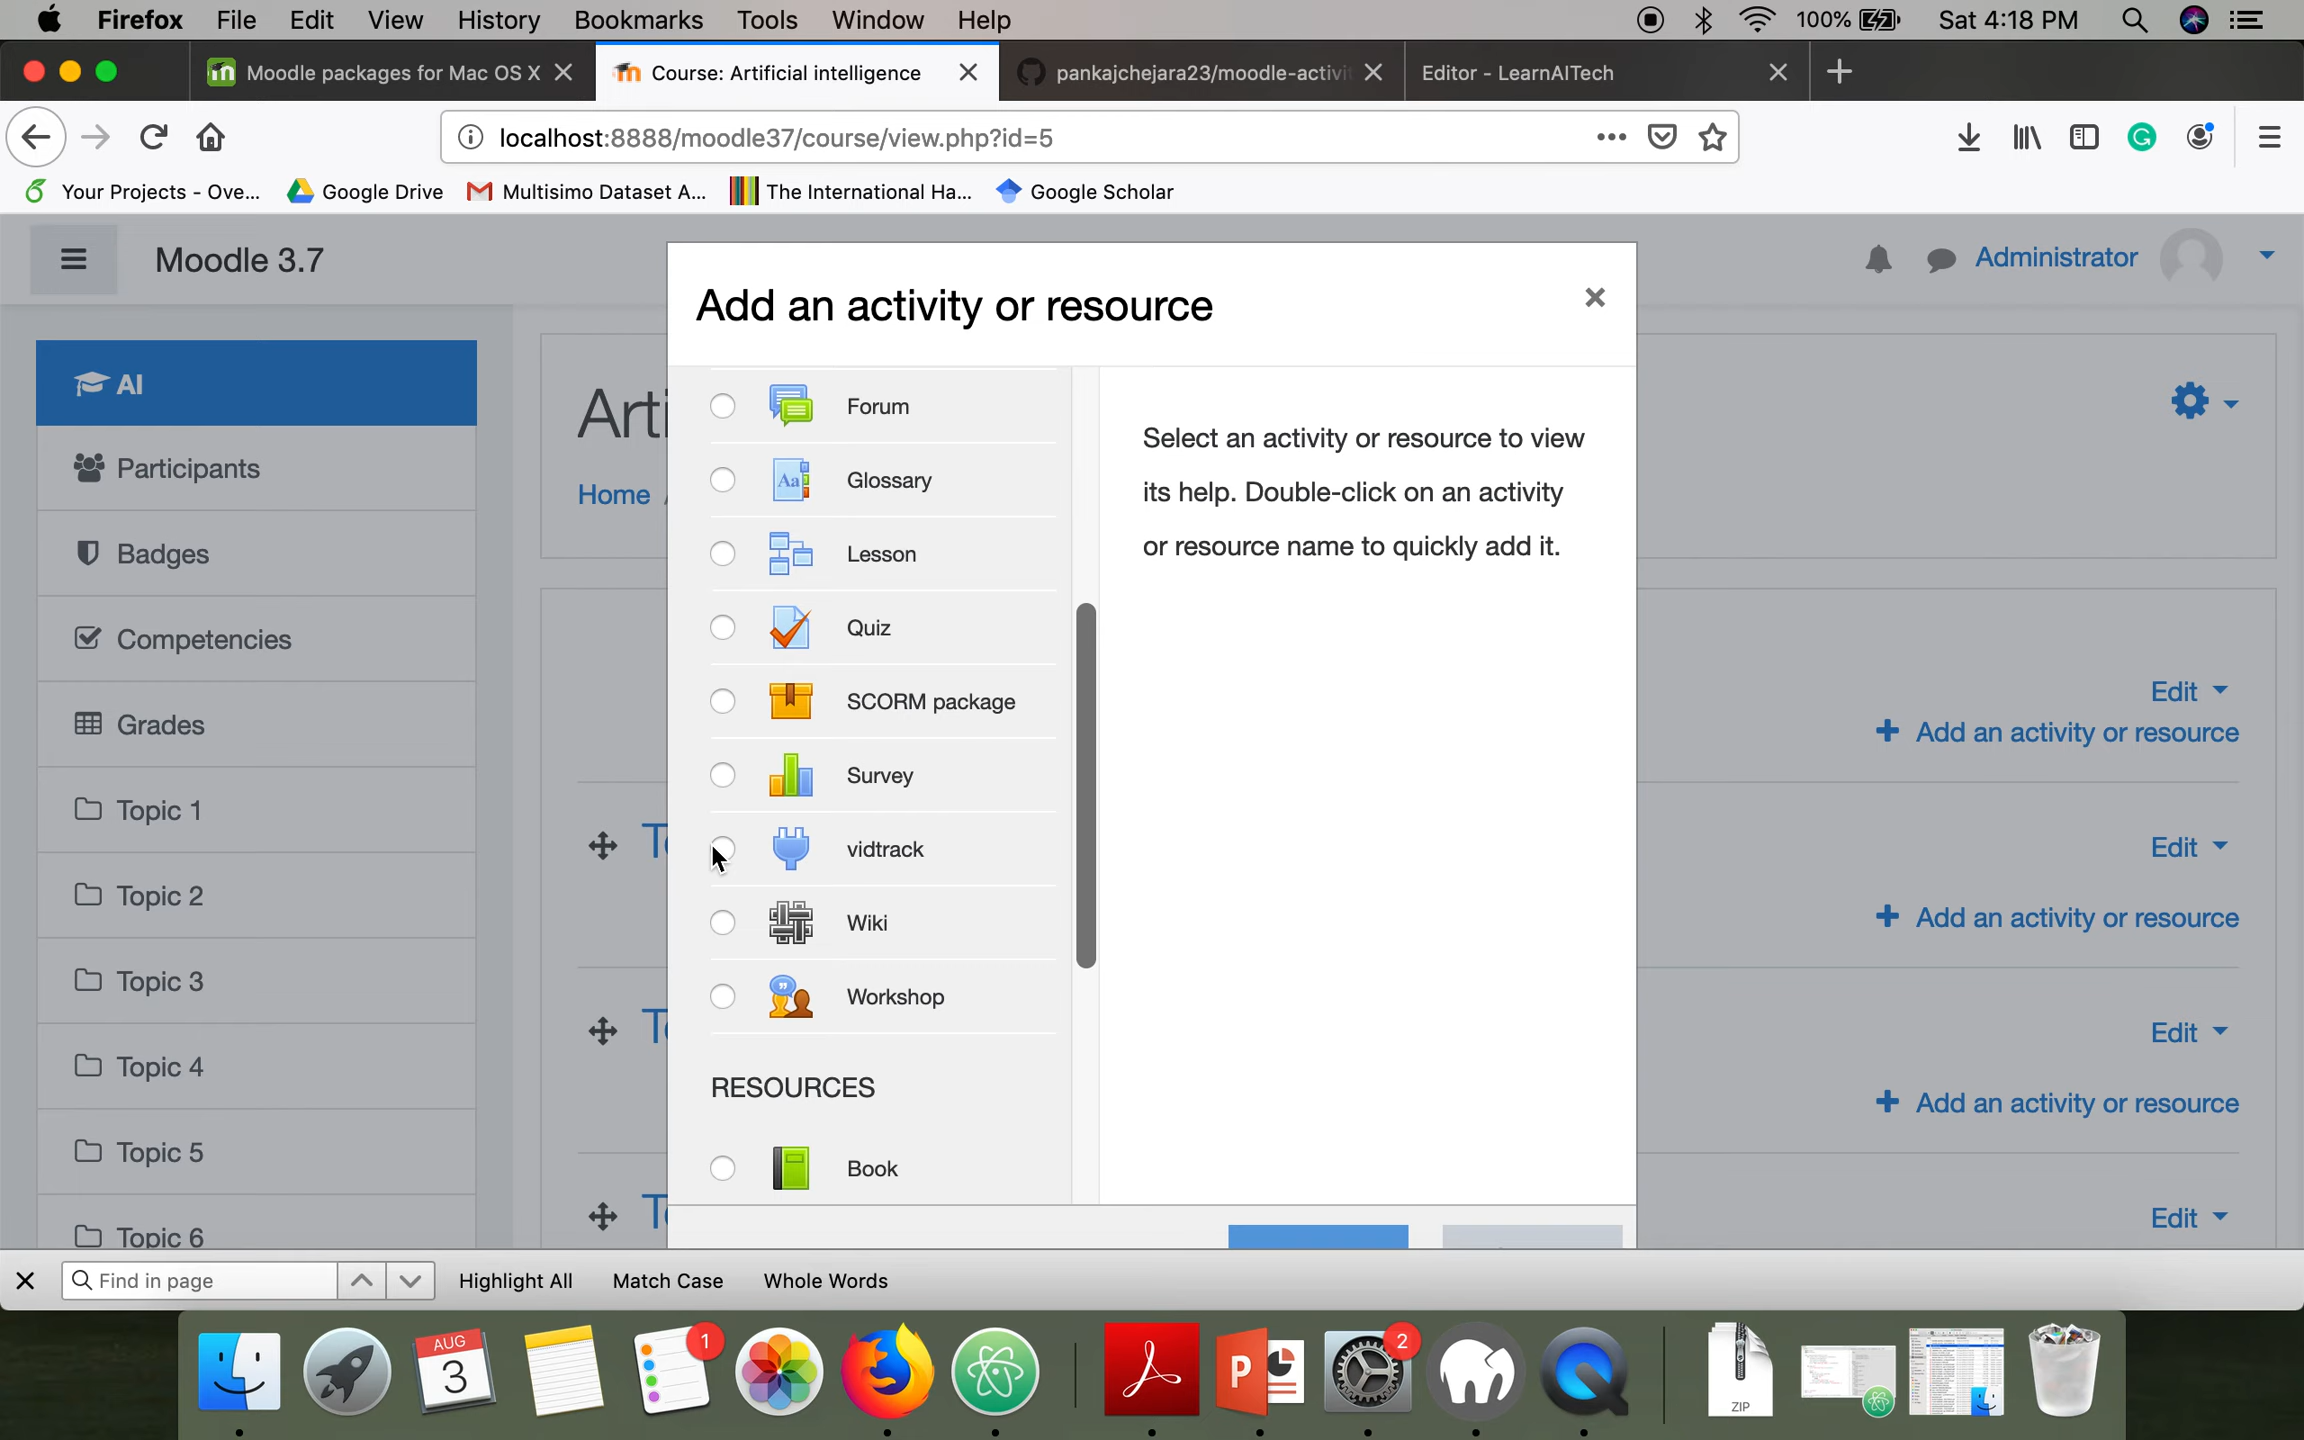 Firefox File Edit View History Bookmarks Tools Window Help 100% Sat 4:18 PM
Moodle packages for Mac OS X Course: Artificial intelligence pankajchejara23/moodle-activi Editor - LearnAITech
localhost:8888/moodle37/course/view.php?id=5
Your Projects - Ove... Google Drive Multisimo Dataset A... The International Ha... Google Scholar
Moodle 3.7
Administrator
Add an activity or resource
AI
Participants
Badges
Competencies
Grades
Topic 1
Topic 2
Topic 3
Topic 4
Topic 5
Topic 6
Arti
Home /
Forum
Glossary
Lesson
Quiz
SCORM package
Survey
vidtrack
Wiki
Workshop
RESOURCES
Book
Select an activity or resource to view
its help. Double-click on an activity
or resource name to quickly add it.
Edit
+ Add an activity or resource
Edit
+ Add an activity or resource
Edit
+ Add an activity or resource
Edit
Find in page Highlight All Match Case Whole Words
AUG
3
1
2
ZIP